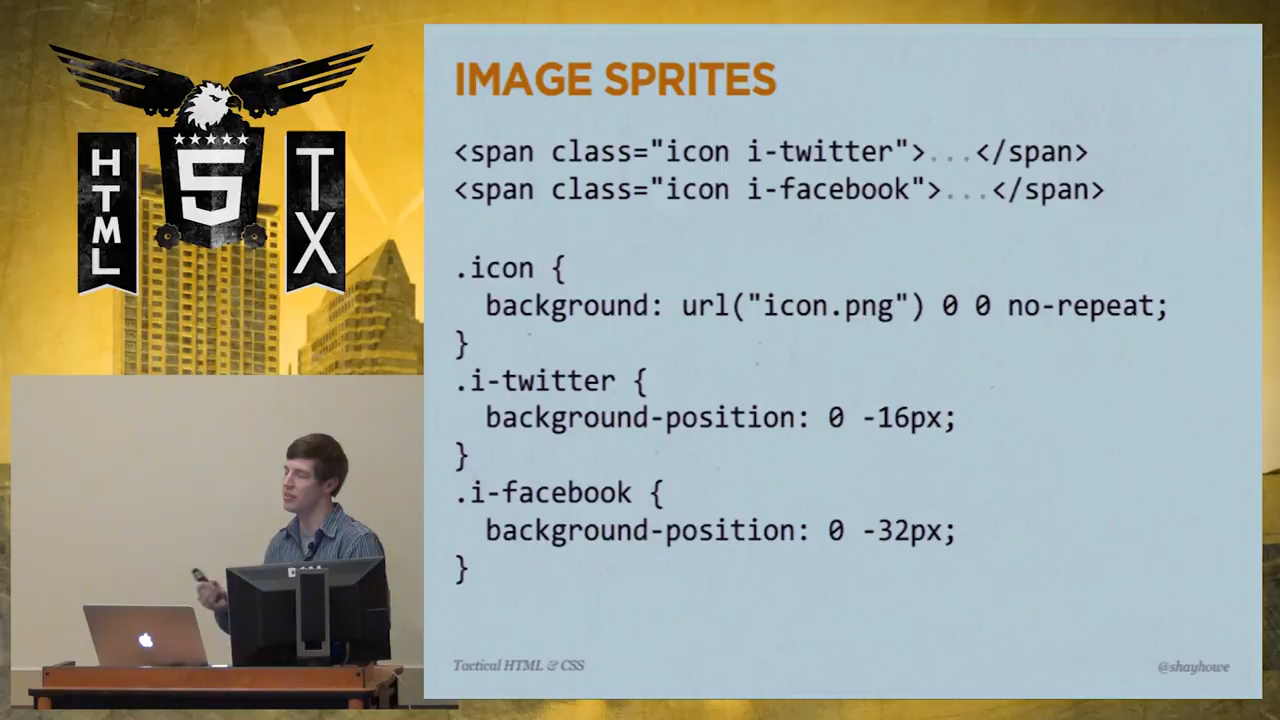 HTML
5
TX
IMAGE SPRITES
<span class="icon i-twitter">...</span>
<span class="icon i-facebook">...</span>
.icon {
  background: url("icon.png") 0 0 no-repeat;
}
.i-twitter {
  background-position: 0 -16px;
}
.i-facebook {
  background-position: 0 -32px;
}
Tactical HTML & CSS
@shayhowe